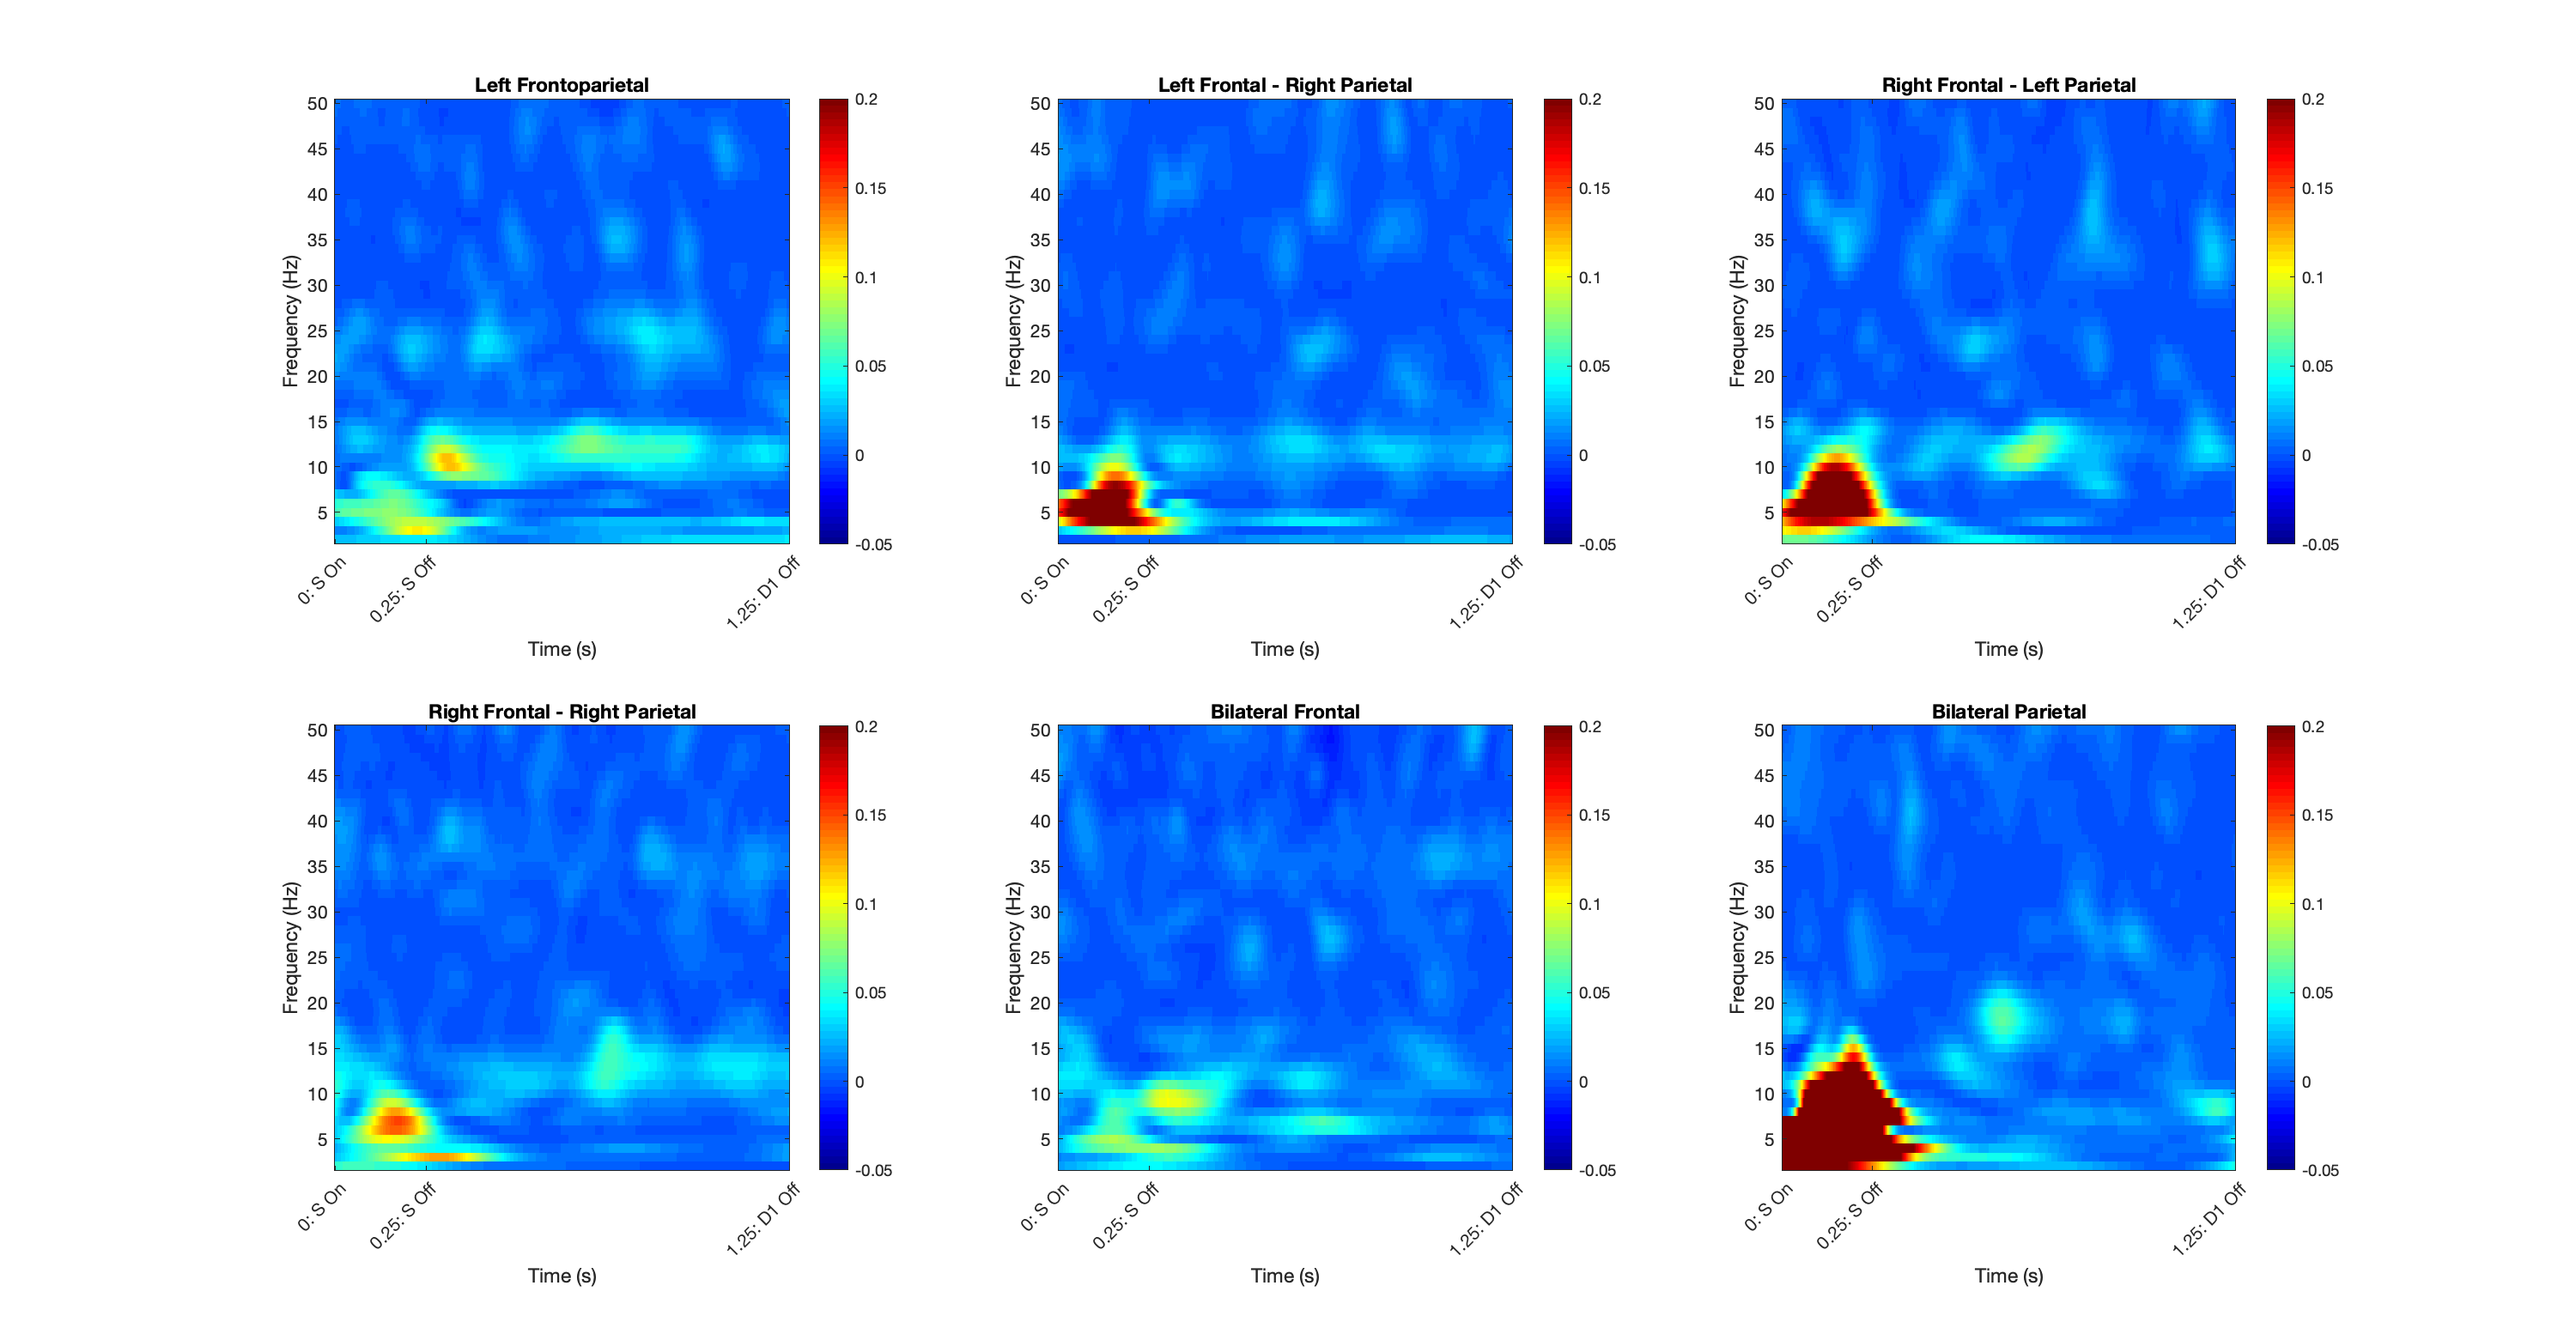 Left Frontoparietal
50
45
40
35
30
25
20
15
10
5
Frequency (Hz)
0: S On
0.25: S Off
1.25: D1 Off
Time (s)
0.2
0.15
0.1
0.05
0
-0.05
Left Frontal - Right Parietal
50
45
40
35
30
25
20
15
10
5
Frequency (Hz)
0: S On
0.25: S Off
1.25: D1 Off
Time (s)
0.2
0.15
0.1
0.05
0
-0.05
Right Frontal - Left Parietal
50
45
40
35
30
25
20
15
10
5
Frequency (Hz)
0: S On
0.25: S Off
1.25: D1 Off
Time (s)
0.2
0.15
0.1
0.05
0
-0.05
Right Frontal - Right Parietal
50
45
40
35
30
25
20
15
10
5
Frequency (Hz)
0: S On
0.25: S Off
1.25: D1 Off
Time (s)
0.2
0.15
0.1
0.05
0
-0.05
Bilateral Frontal
50
45
40
35
30
25
20
15
10
5
Frequency (Hz)
0: S On
0.25: S Off
1.25: D1 Off
Time (s)
0.2
0.15
0.1
0.05
0
-0.05
Bilateral Parietal
50
45
40
35
30
25
20
15
10
5
Frequency (Hz)
0: S On
0.25: S Off
1.25: D1 Off
Time (s)
0.2
0.15
0.1
0.05
0
-0.05